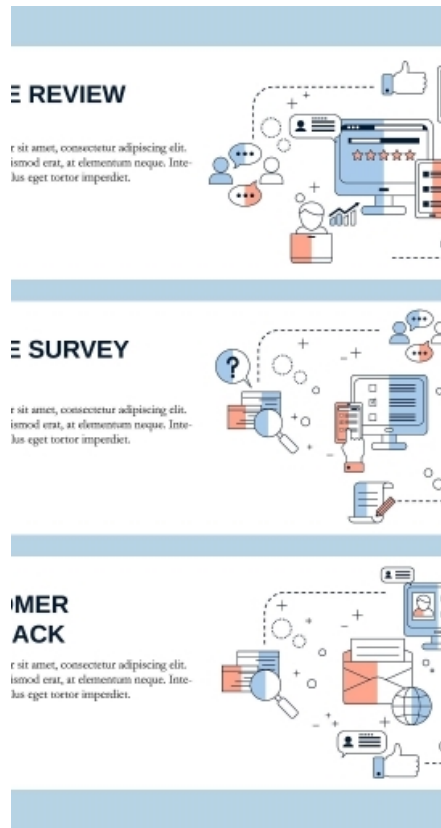 E REVIEW
r sit amet, consectetur adipiscing elit.
ismod erat, at elementum neque. Inte-
lus eget tortor imperdiet.
?
E SURVEY
r sit amet, consectetur adipiscing elit.
ismod erat, at elementum neque. Inte-
lus eget tortor imperdiet.
OMER
ACK
r sit amet, consectetur adipiscing elit.
ismod erat, at elementum neque. Inte-
lus eget tortor imperdiet.